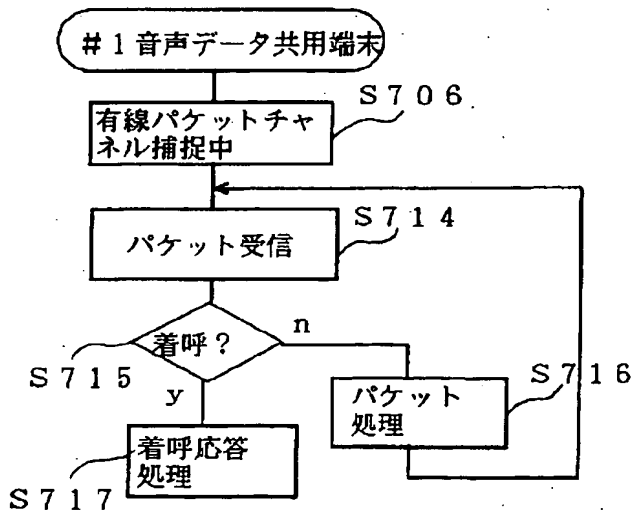 ＃１音声データ共用端末
Ｓ７０６
有線パケットチャ
ネル捕捉中
Ｓ７１４
パケット受信
着呼？
n
Ｓ７１５
y
Ｓ７１６
パケット
処理
着呼応答
処理
Ｓ７１７